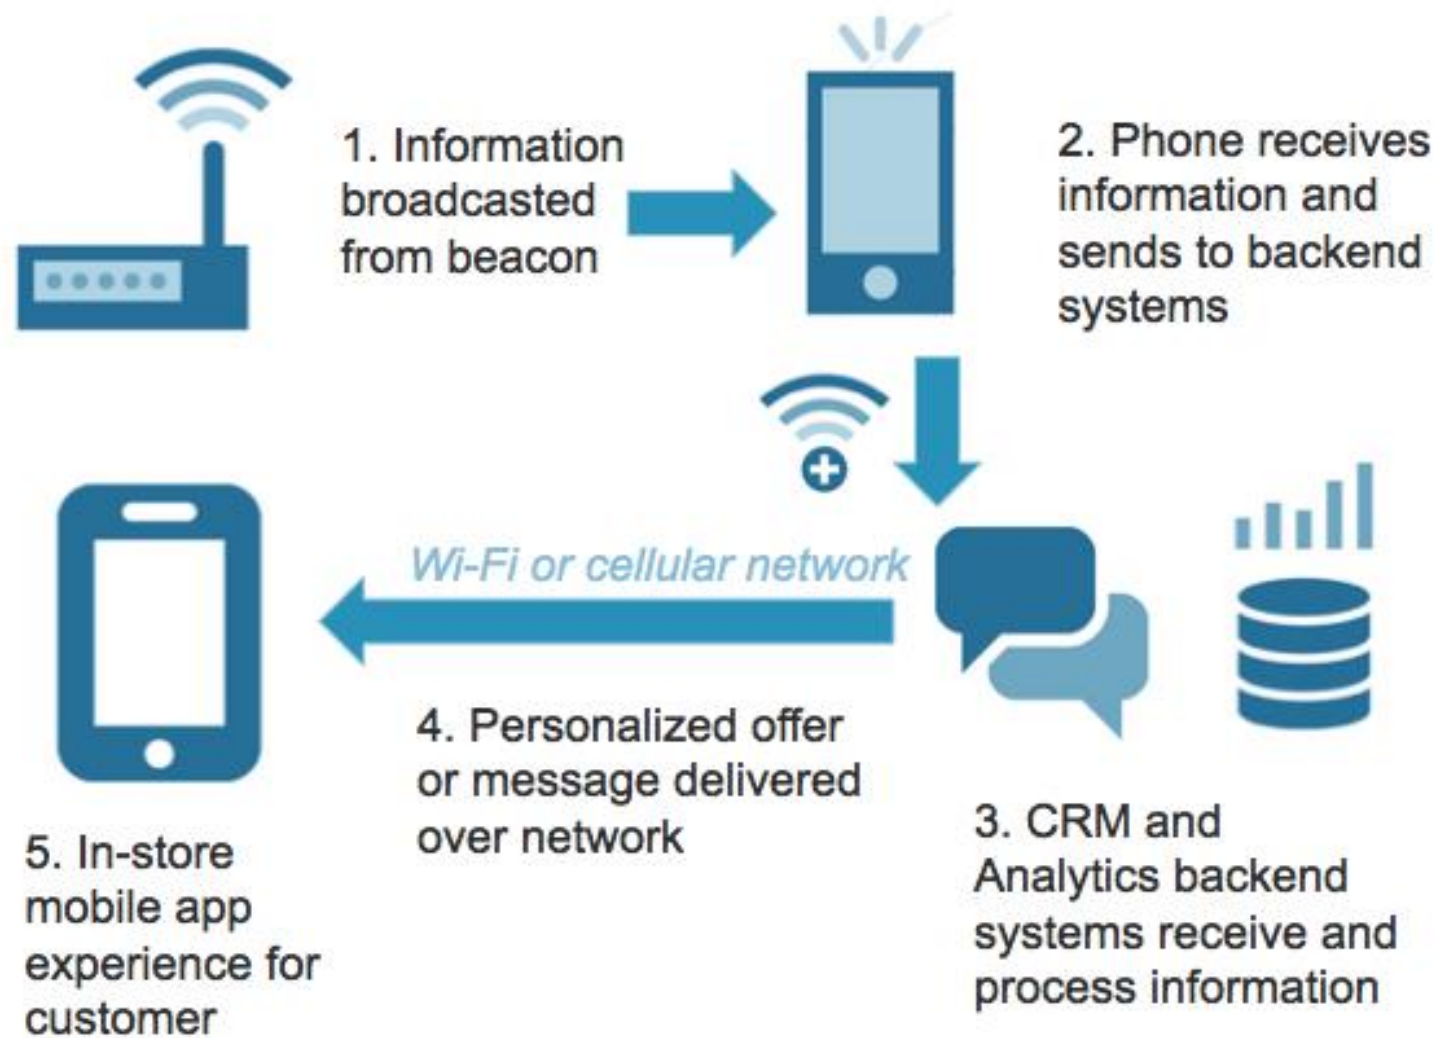 1. Information
broadcasted
from beacon
2. Phone receives
information and
sends to backend
systems
Wi-Fi or cellular network
3. CRM and
Analytics backend
systems receive and
process information
4. Personalized offer
or message delivered
over network
5. In-store
mobile app
experience for
customer